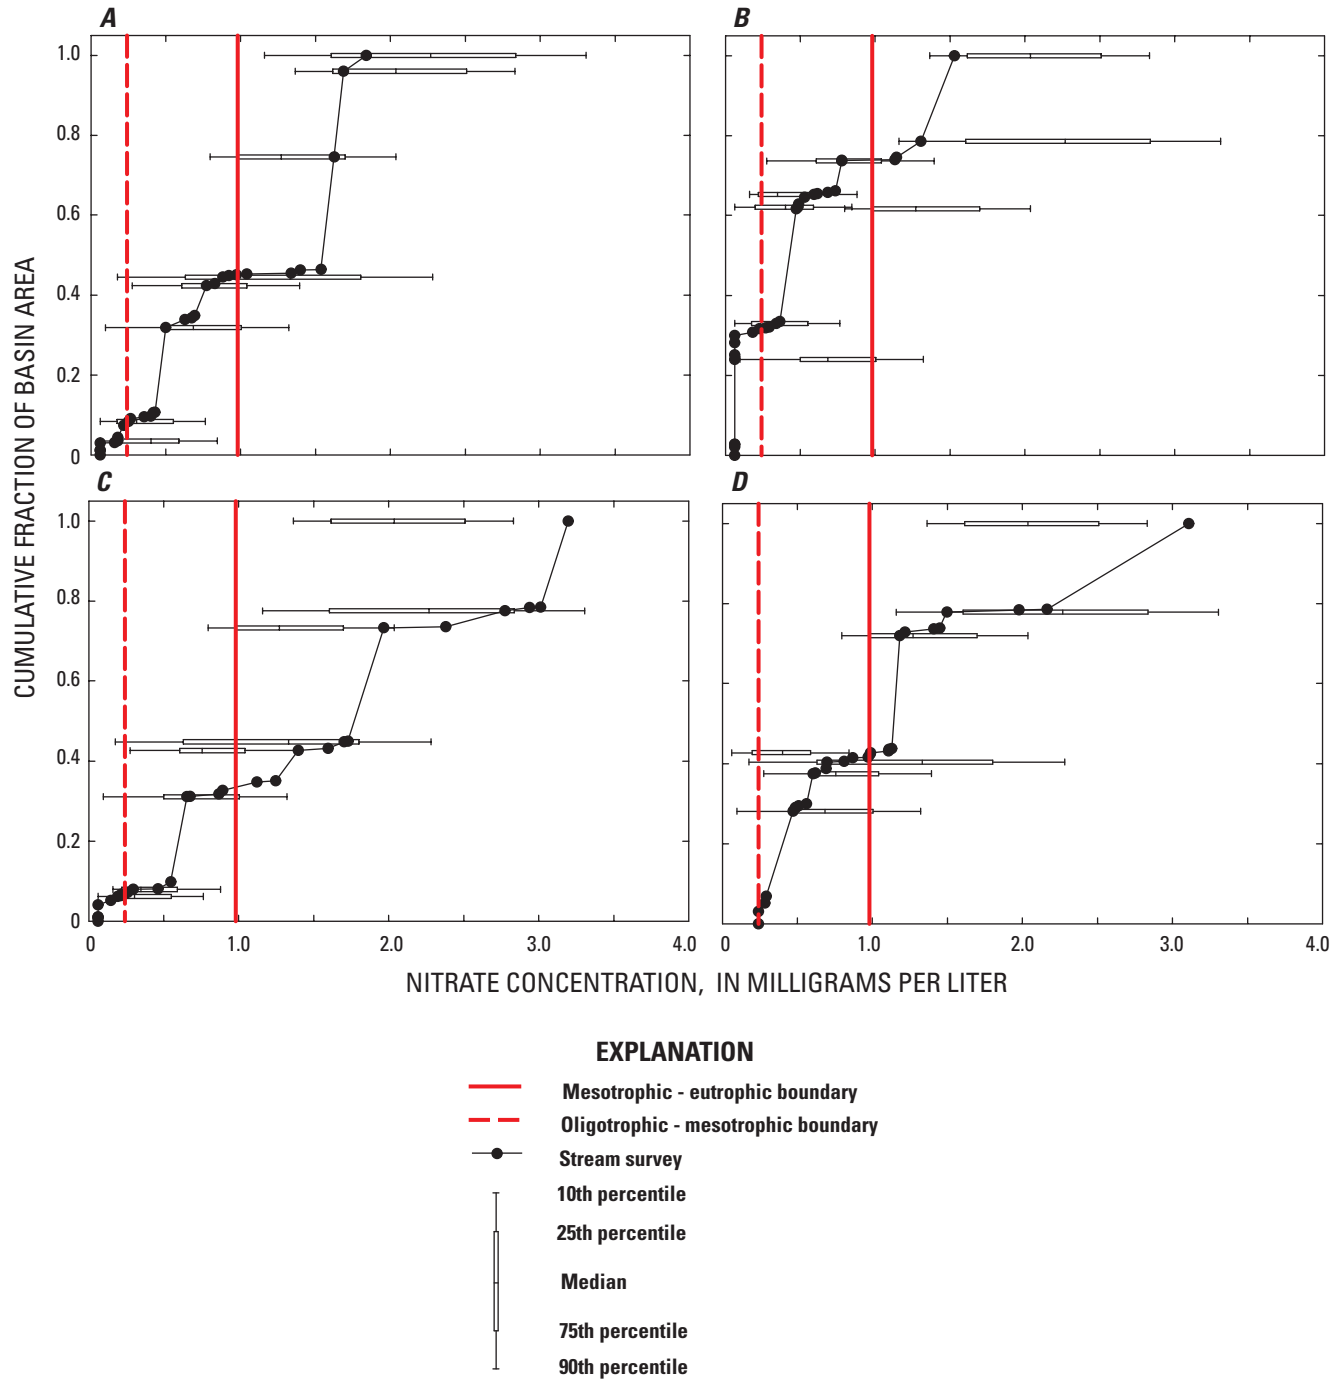 A
B
1.0
0.8
0.6
0.4
0.2
0
C
D
1.0
0.8
0.6
0.4
0.2
0
CUMULATIVE FRACTION OF BASIN AREA
0 1.0 2.0 3.0 4.0
0 1.0 2.0 3.0 4.0
NITRATE CONCENTRATION, IN MILLIGRAMS PER LITER
EXPLANATION
Mesotrophic - eutrophic boundary
Oligotrophic - mesotrophic boundary
Stream survey
10th percentile
25th percentile
Median
75th percentile
90th percentile